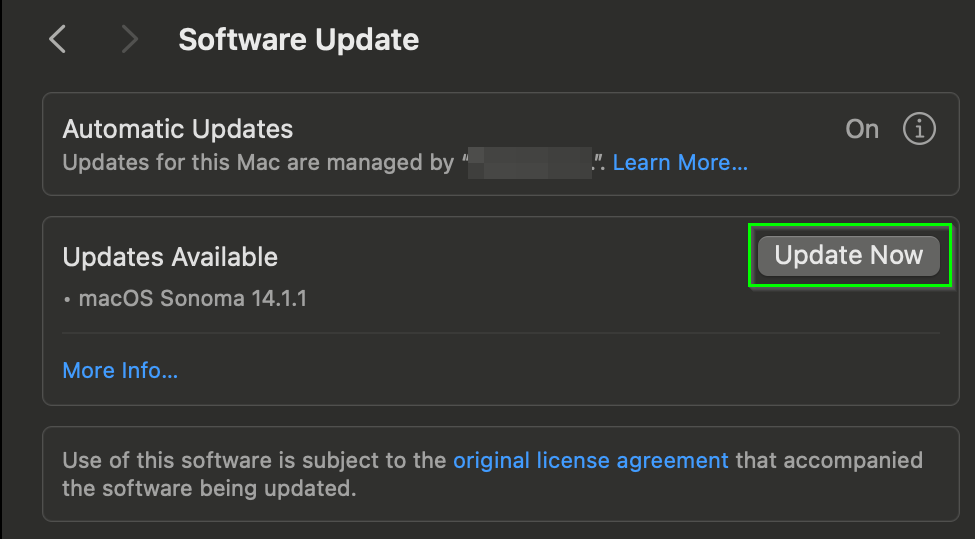 Software Update
Automatic Updates
On
Updates for this Mac are managed by “ .”. Learn More...
Updates Available
Update Now
• macOS Sonoma 14.1.1
More Info...
Use of this software is subject to the original license agreement that accompanied
the software being updated.